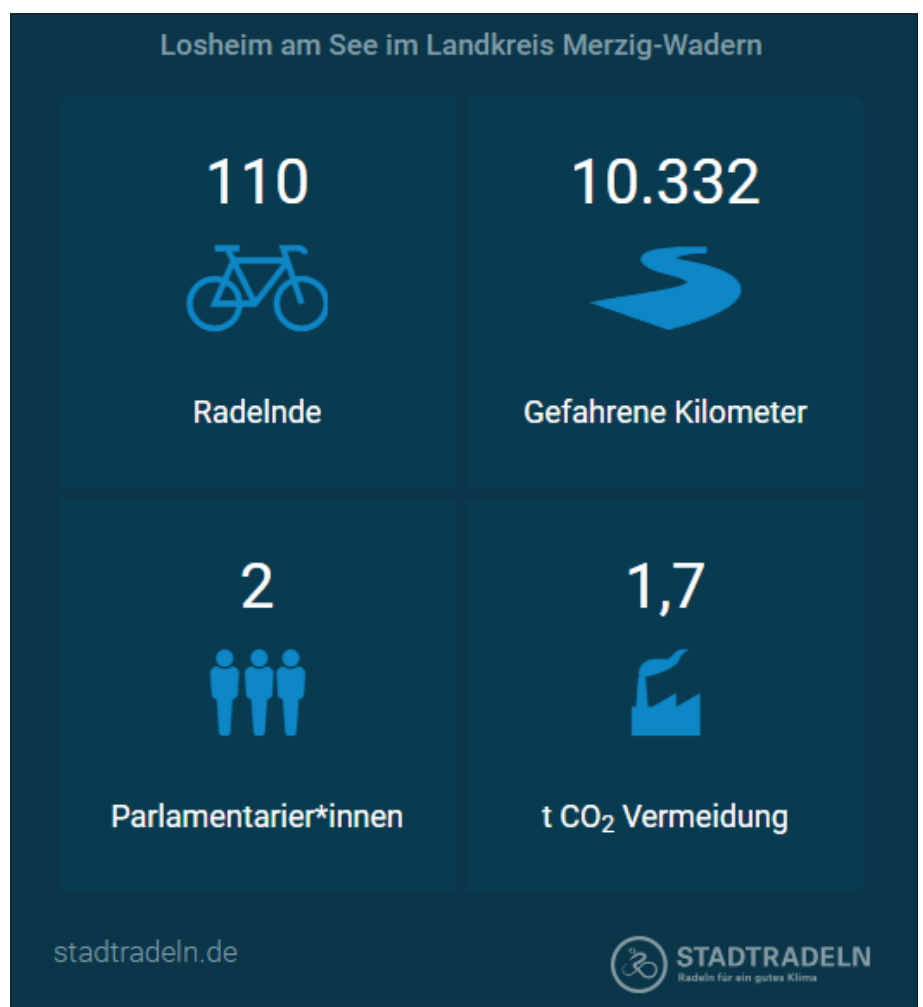 Losheim am See im Landkreis Merzig-Wadern
110
Radelnde
10.332
Gefahrene Kilometer
2
Parlamentarier*innen
1,7
t CO₂ Vermeidung
stadtradeln.de
STADTRADELN
Radeln für ein gutes Klima